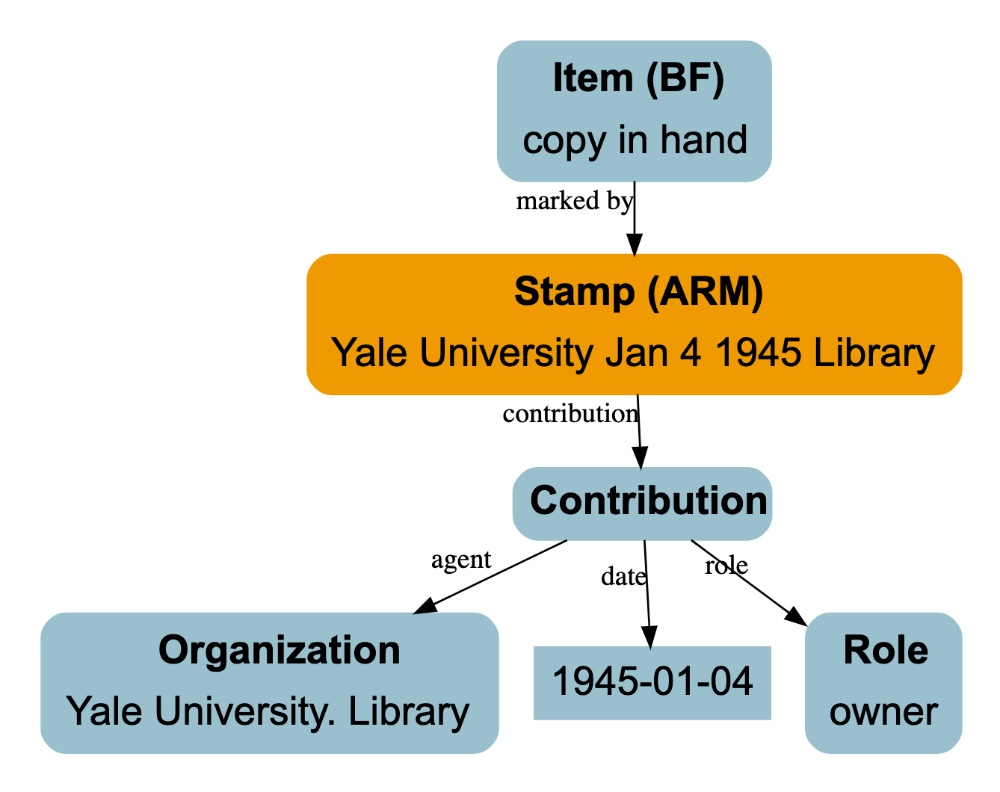 Item (BF)
copy in hand
marked by
Stamp (ARM)
Yale University Jan 4 1945 Library
contribution
Contribution
agent
date
role
Organization
Yale University. Library
1945-01-04
Role
owner